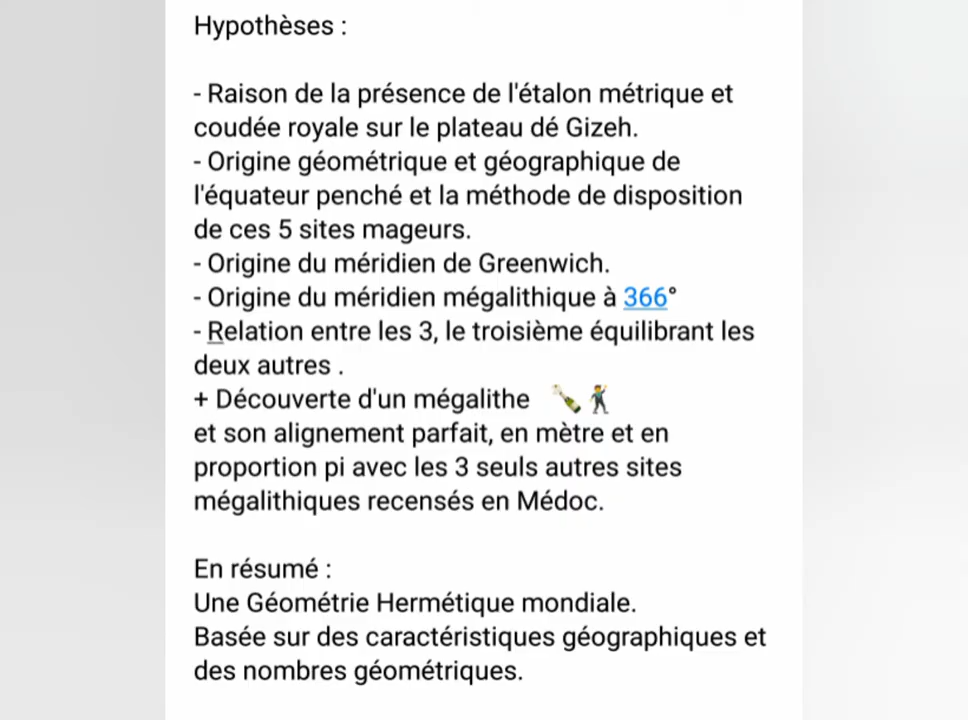 Hypothèses :
- Raison de la présence de l'étalon métrique et
coudée royale sur le plateau dé Gizeh.
- Origine géométrique et géographique de
l'équateur penché et la méthode de disposition
de ces 5 sites mageurs.
- Origine du méridien de Greenwich.
- Origine du méridien mégalithique à 366°
- Relation entre les 3, le troisième équilibrant les
deux autres .
+ Découverte d'un mégalithe 🍾🕺
et son alignement parfait, en mètre et en
proportion pi avec les 3 seuls autres sites
mégalithiques recensés en Médoc.
En résumé :
Une Géométrie Hermétique mondiale.
Basée sur des caractéristiques géographiques et
des nombres géométriques.